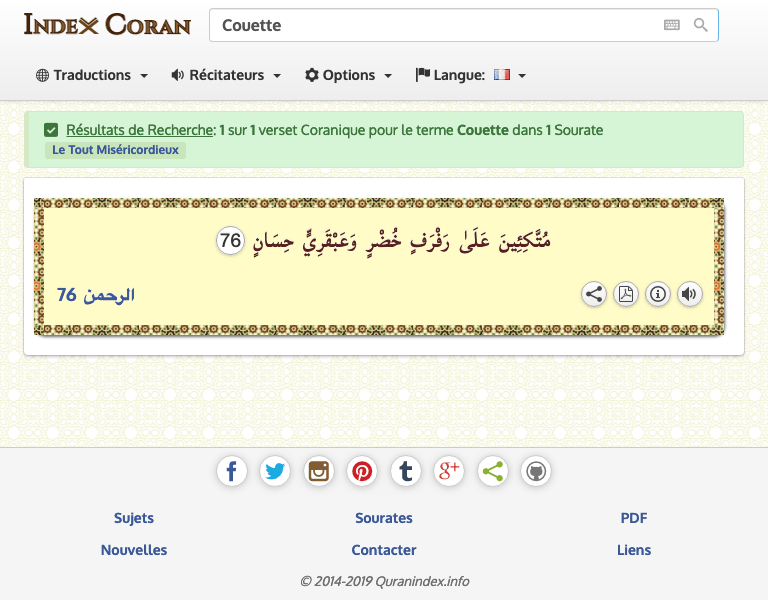 Index Coran
Couette
Traductions Récitateurs Options Langue:
Résultats de Recherche: 1 sur 1 verset Coranique pour le terme Couette dans 1 Sourate
Le Tout Miséricordieux
مُتَّكِئِينَ عَلَىٰ رَفْرَفٍ خُضْرٍ وَعَبْقَرِيٍّ حِسَانٍ 76
الرحمن 76
Sujets Sourates PDF
Nouvelles Contacter Liens
© 2014-2019 Quranindex.info